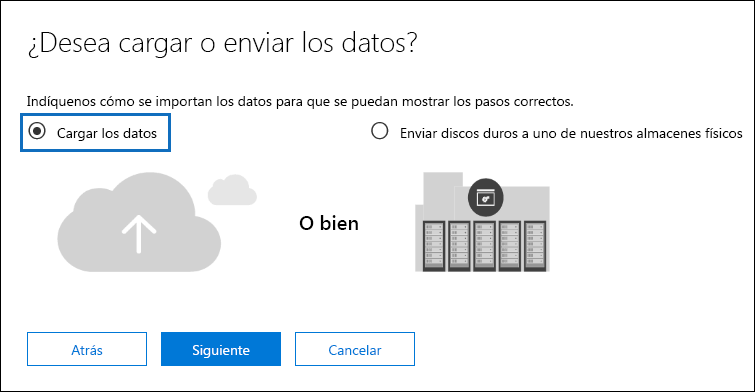 ¿Desea cargar o enviar los datos?
Indíquenos cómo se importan los datos para que se puedan mostrar los pasos correctos.
Cargar los datos
Enviar discos duros a uno de nuestros almacenes físicos
O bien
Atrás
Siguiente
Cancelar